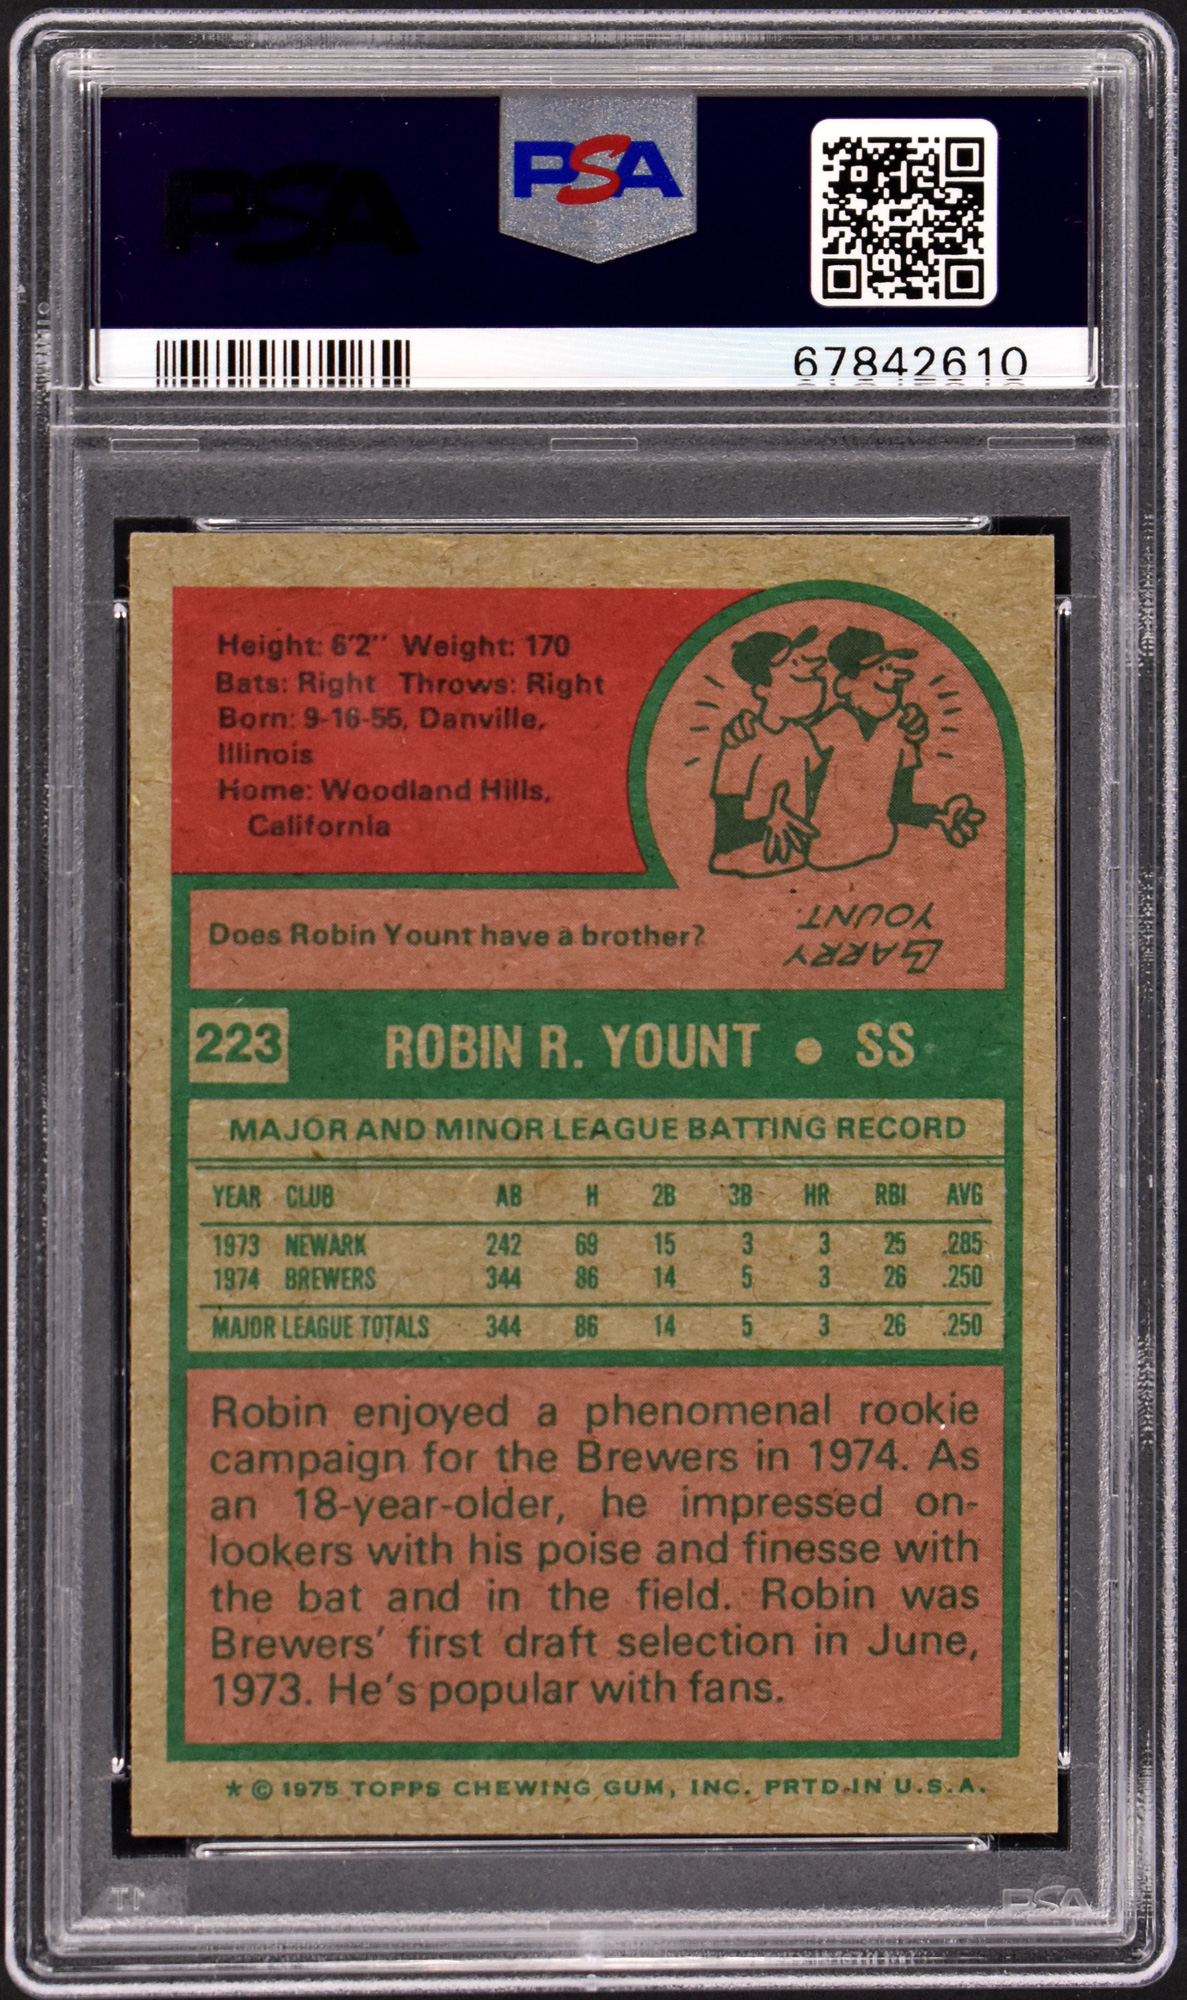 PSA
PSA
67842610
Height: 6'2" Weight: 170
Bats: Right Throws: Right
Born: 9-16-55, Danville,
Illinois
Home: Woodland Hills,
California
Does Robin Yount have a brother?
LARRY
YOUNT.
223 ROBIN R. YOUNT • SS
MAJOR AND MINOR LEAGUE BATTING RECORD
YEAR CLUB AB H 2B 3B HR RBI AVG
1973 NEWARK 242 69 15 3 3 25 .285
1974 BREWERS 344 86 14 5 3 26 .250
MAJOR LEAGUE TOTALS 344 86 14 5 3 26 .250
Robin enjoyed a phenomenal rookie
campaign for the Brewers in 1974. As
an 18-year-older, he impressed on-
lookers with his poise and finesse with
the bat and in the field. Robin was
Brewers' first draft selection in June,
1973. He's popular with fans.
★ © 1975 TOPPS CHEWING GUM, INC. PRTD. IN U.S.A.
PSA